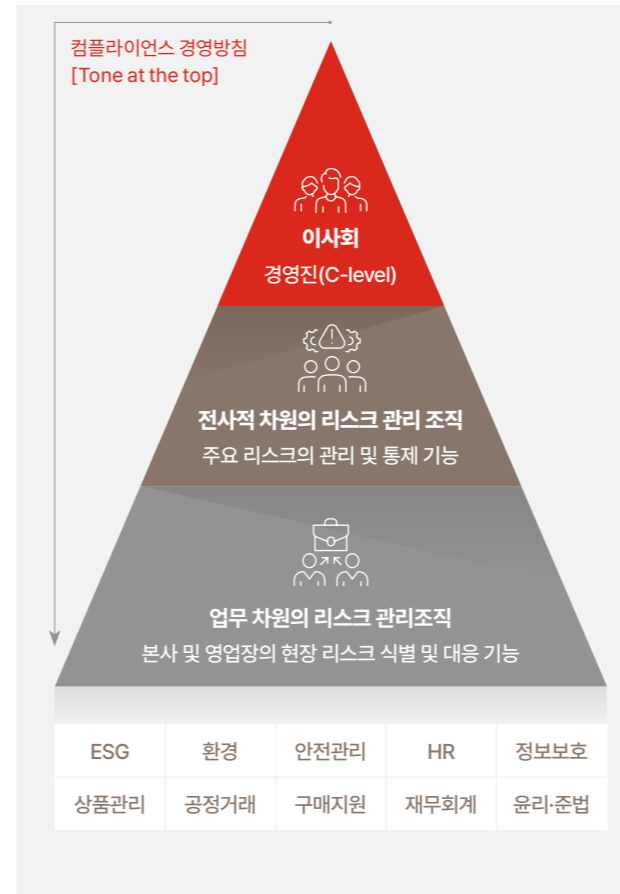 컴플라이언스 경영방침
[Tone at the top]
이사회
경영진(C-level)
전사적 차원의 리스크 관리 조직
주요 리스크의 관리 및 통제 기능
업무 차원의 리스크 관리조직
본사 및 영업장의 현장 리스크 식별 및 대응 기능
ESG 환경 안전관리 HR 정보보호
상품관리 공정거래 구매지원 재무회계 윤리·준법